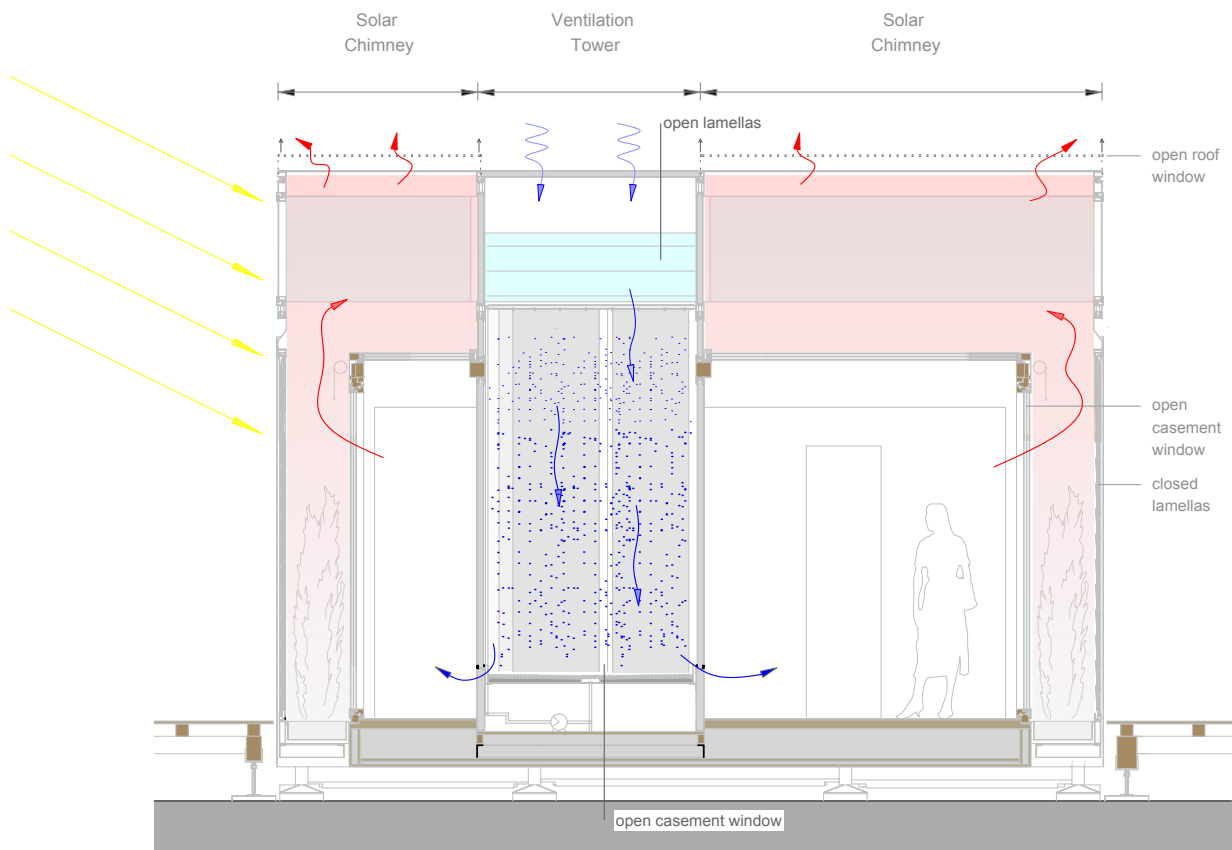 Solar
Chimney
Ventilation
Tower
Solar
Chimney
open lamellas
open roof
window
open
casement
window
closed
lamellas
open casement window